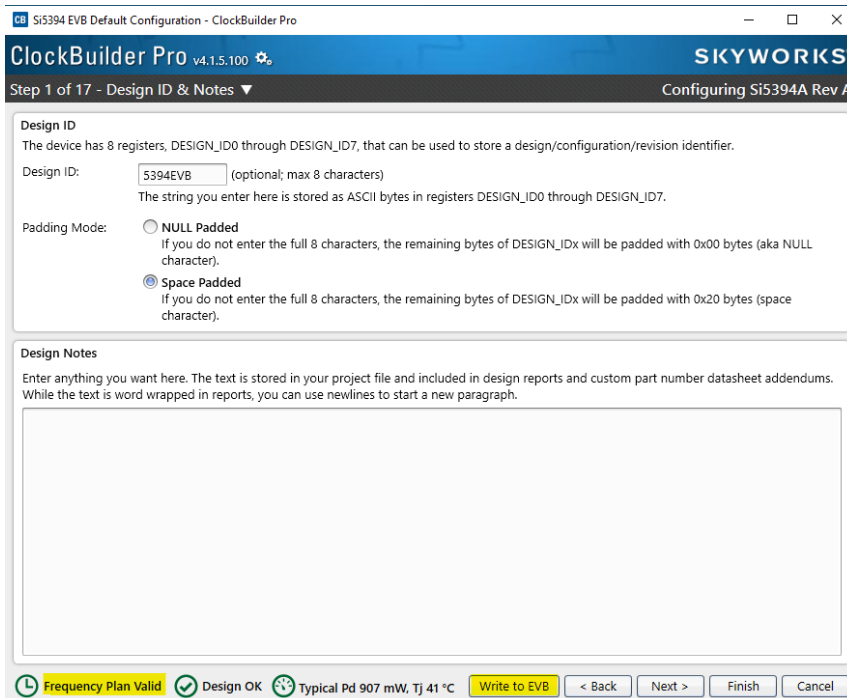 CB Si5394 EVB Default Configuration - ClockBuilder Pro
ClockBuilder Pro v4.1.5.100
SKYWORKS
Step 1 of 17 - Design ID & Notes ▼
Configuring Si5394A Rev A
Design ID
The device has 8 registers, DESIGN_ID0 through DESIGN_ID7, that can be used to store a design/configuration/revision identifier.
Design ID: 5394EVB (optional; max 8 characters)
The string you enter here is stored as ASCII bytes in registers DESIGN_ID0 through DESIGN_ID7.
Padding Mode: NULL Padded
If you do not enter the full 8 characters, the remaining bytes of DESIGN_IDx will be padded with 0x00 bytes (aka NULL
character).
Space Padded
If you do not enter the full 8 characters, the remaining bytes of DESIGN_IDx will be padded with 0x20 bytes (space
character).
Design Notes
Enter anything you want here. The text is stored in your project file and included in design reports and custom part number datasheet addendums.
While the text is word wrapped in reports, you can use newlines to start a new paragraph.
Frequency Plan Valid Design OK Typical Pd 907 mW, Tj 41 °C Write to EVB < Back Next > Finish Cancel